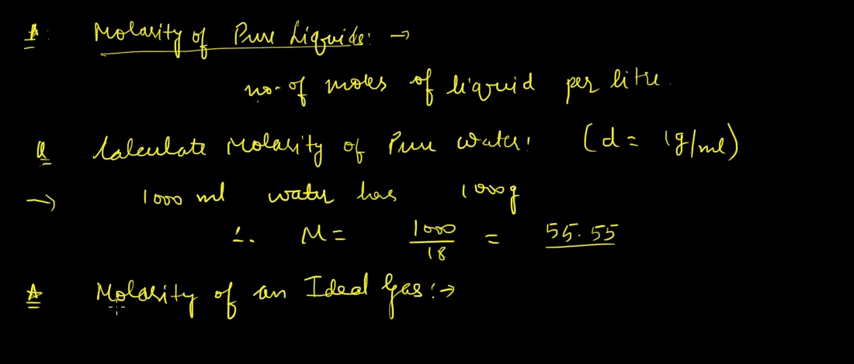 A: Molarity of Pure Liquids: →
no. of moles of liquid per litre.
Q Calculate Molarity of Pure Water: (d = 1g/ml)
→ 1000 ml water has 1000g
∴ M = 1000/18 = 55.55
A Molarity of an Ideal Gas: →